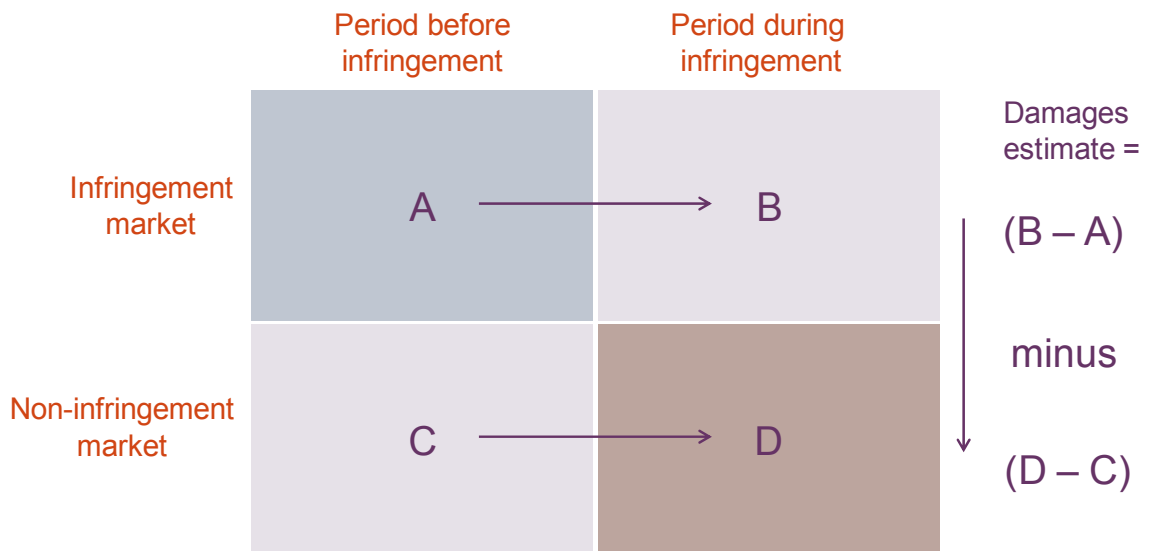 Period before
infringement
Period during
infringement
Damages
estimate =
Infringement
market
A
B
(B – A)
minus
Non-infringement
market
C
D
(D – C)